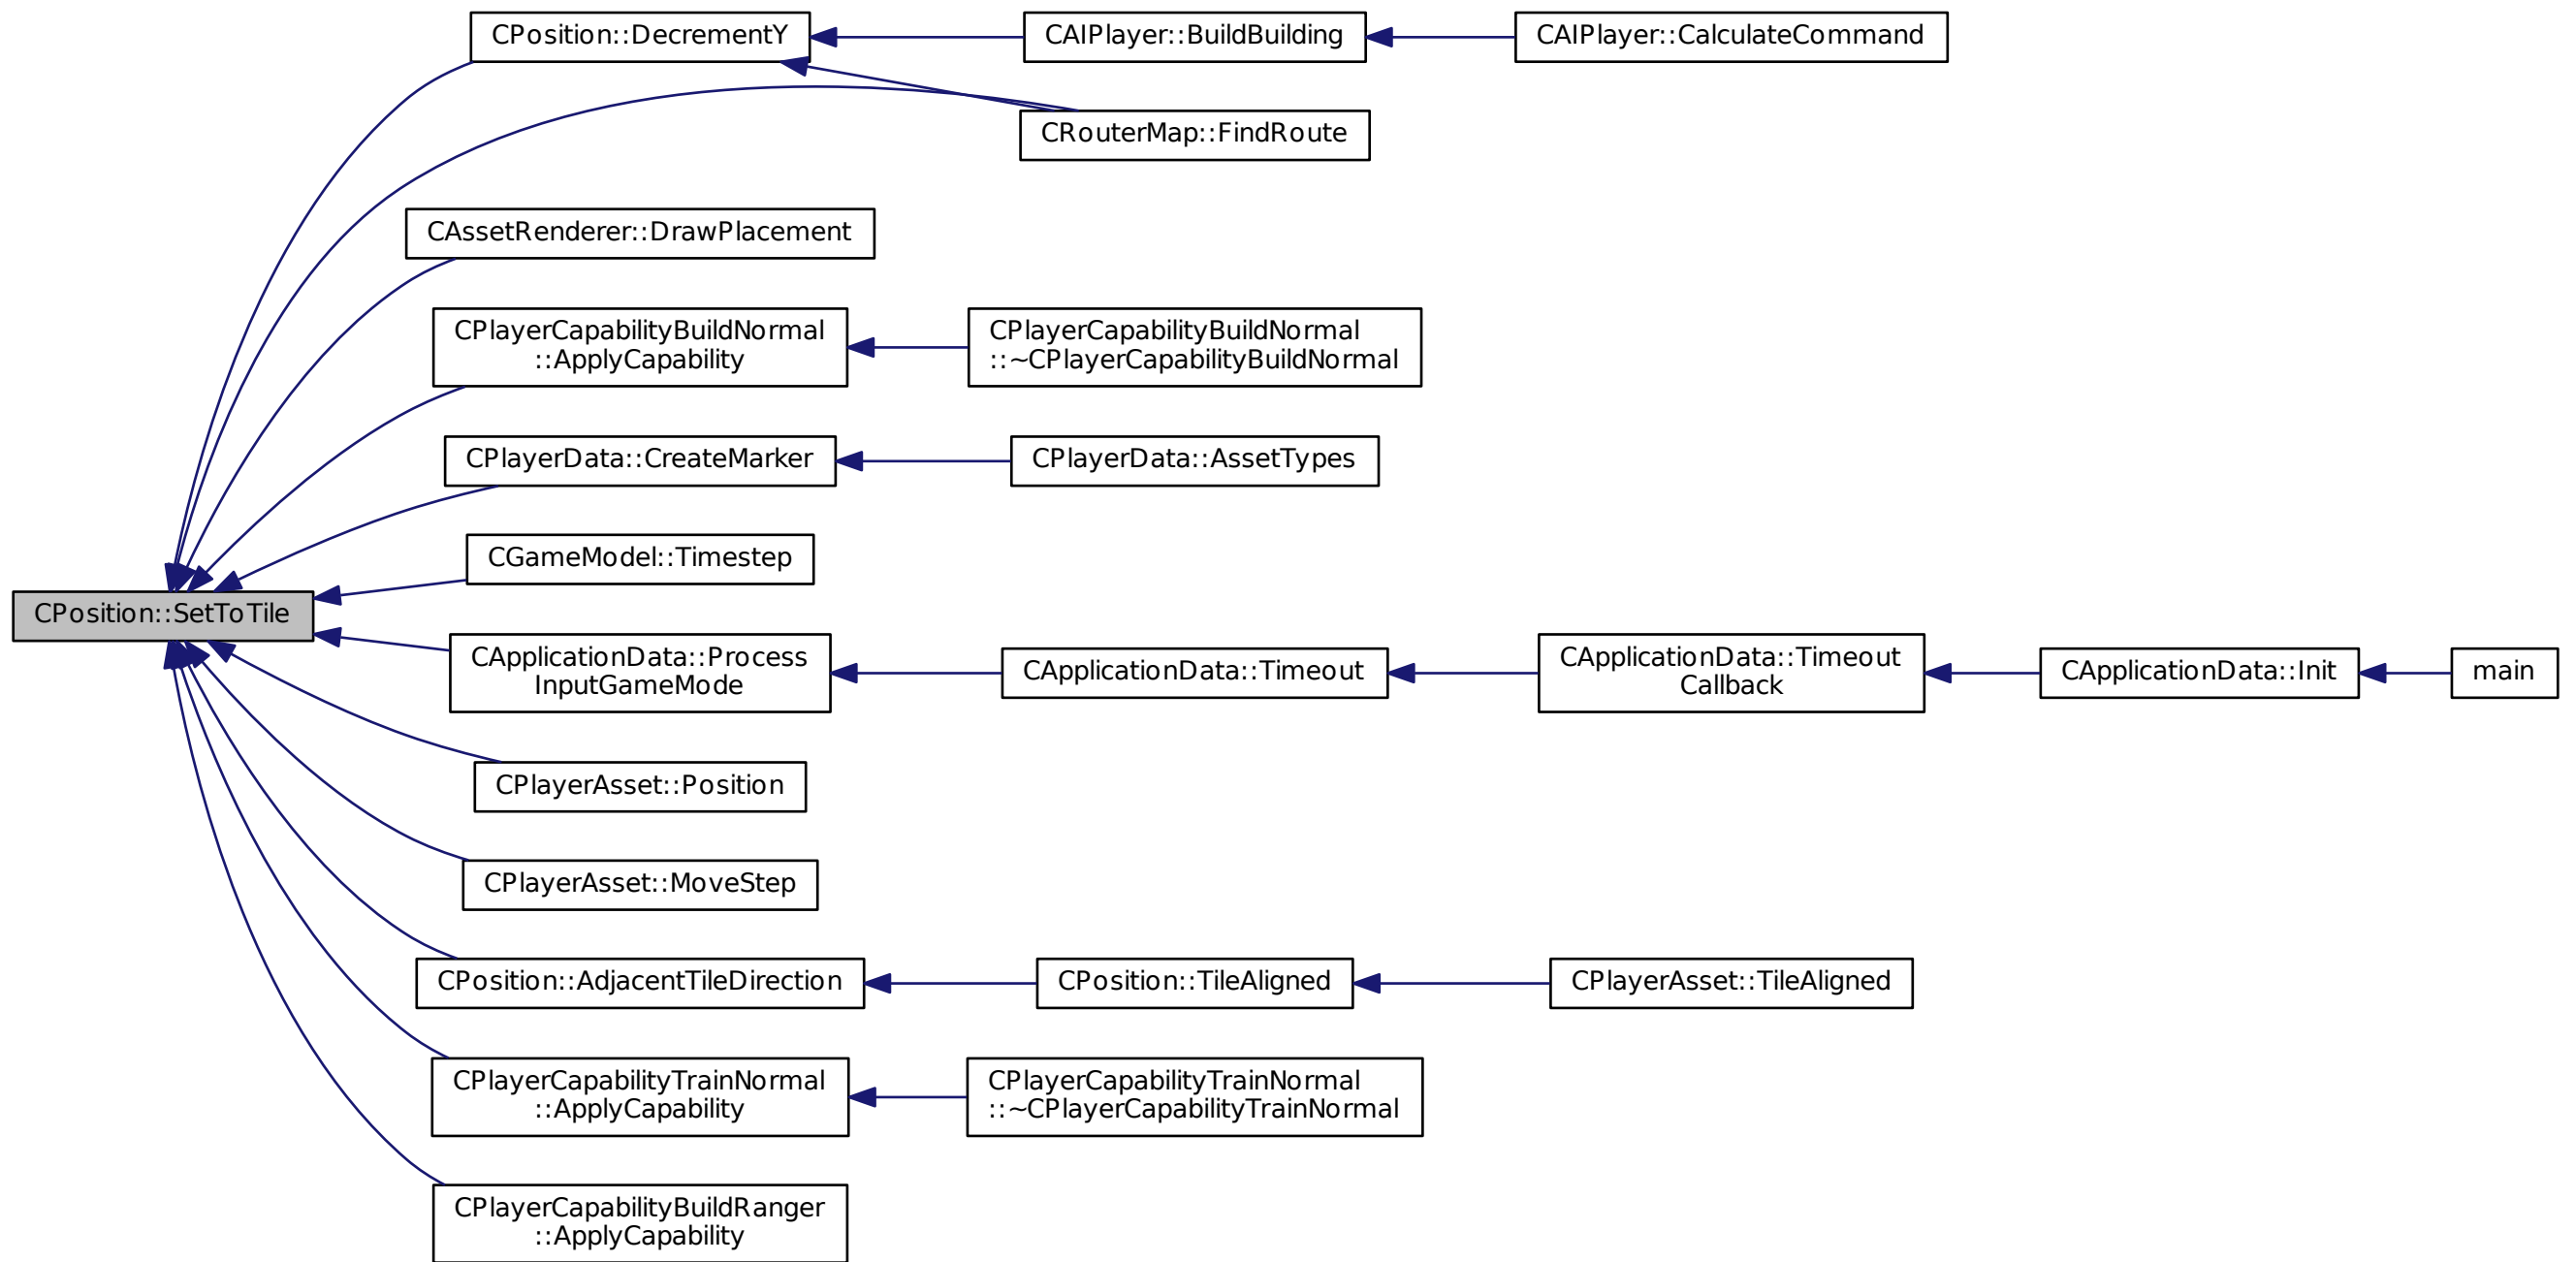 CPosition::DecrementY
CAIPlayer::BuildBuilding
CAIPlayer::CalculateCommand
CRouterMap::FindRoute
CAssetRenderer::DrawPlacement
CPlayerCapabilityBuildNormal
::ApplyCapability
CPlayerCapabilityBuildNormal
::~CPlayerCapabilityBuildNormal
CPlayerData::CreateMarker
CPlayerData::AssetTypes
CGameModel::Timestep
CPosition::SetToTile
CApplicationData::Process
InputGameMode
CApplicationData::Timeout
CApplicationData::Timeout
Callback
CApplicationData::Init
main
CPlayerAsset::Position
CPlayerAsset::MoveStep
CPosition::AdjacentTileDirection
CPosition::TileAligned
CPlayerAsset::TileAligned
CPlayerCapabilityTrainNormal
::ApplyCapability
CPlayerCapabilityTrainNormal
::~CPlayerCapabilityTrainNormal
CPlayerCapabilityBuildRanger
::ApplyCapability